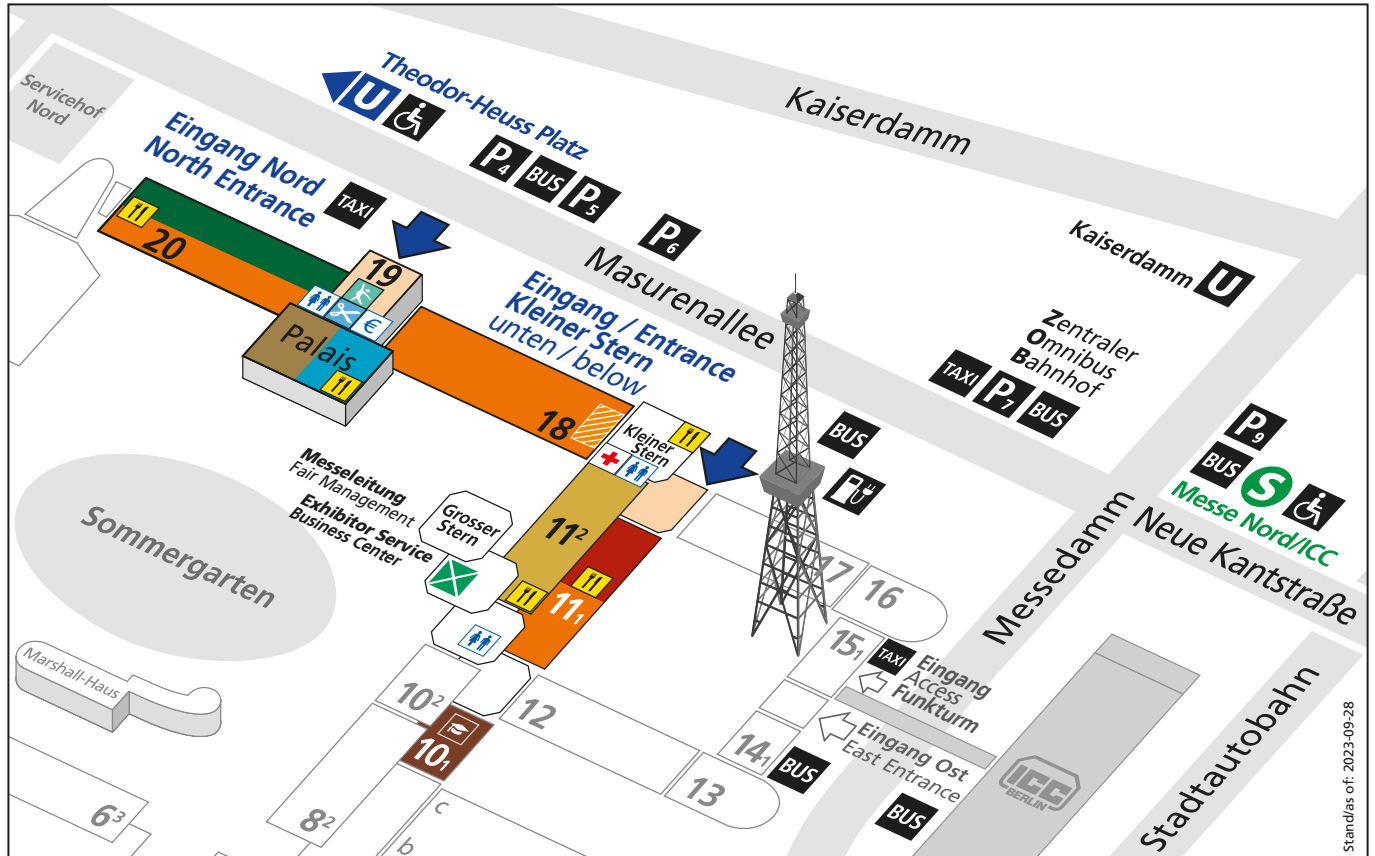 Servicehof
Nord
Theodor-Heuss Platz
U
Kaiserdamm
Eingang Nord
North Entrance
TAXI
P4
BUS
P5
P6
Masurenallee
Kaiserdamm
U
20
19
€
Palais
Eingang / Entrance
Kleiner Stern
unten / below
18
Kleiner
Stern
Zentraler
Omnibus
Bahnhof
TAXI
P7
BUS
BUS
P9
BUS
S
Messe Nord/ICC
Neue Kantstraße
Messedamm
Messeleitung
Fair Management
Exhibitor Service
Business Center
Grosser
Stern
11²
11₁
Sommergarten
17
16
15₁
TAXI
Eingang
Access
Funkturm
Marshall-Haus
10²
10₁
12
13
14₁
BUS
Eingang Ost
East Entrance
BUS
ICC
BERLIN
Stadtautobahn
6³
8²
c
b
Stand/as of: 2023-09-28